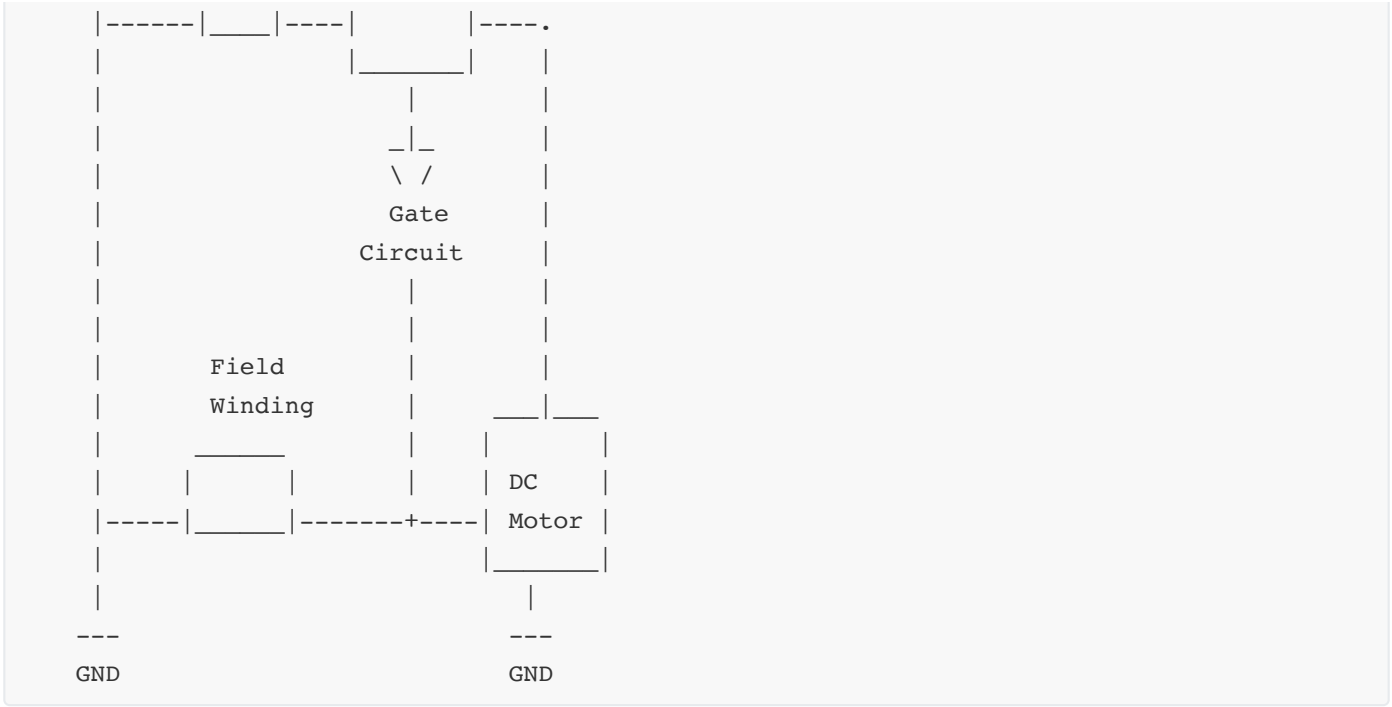 Gate
Circuit
Field
Winding
DC
Motor
GND GND